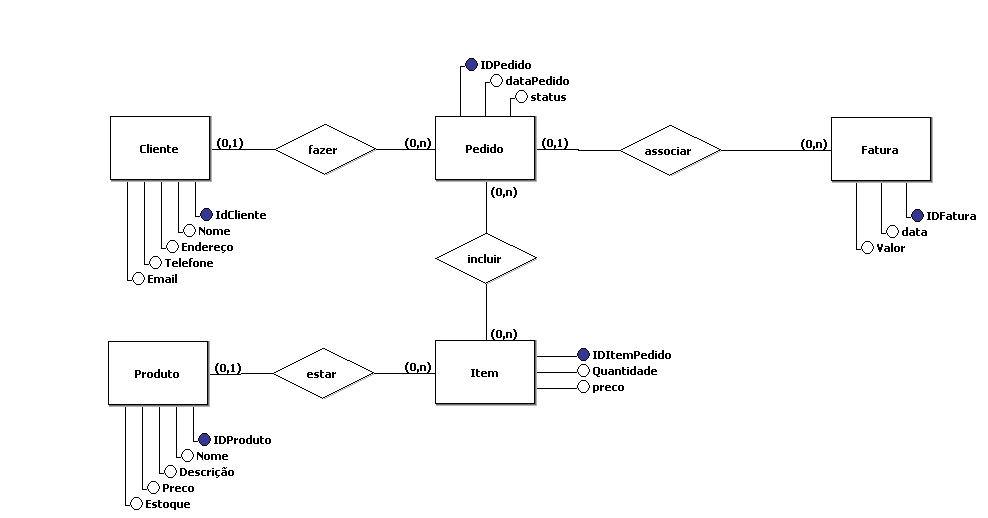 IDPedido
dataPedido
status
Cliente
(0,1)
fazer
(0,n)
Pedido
(0,1)
associar
(0,n)
Fatura
(0,n)
IdCliente
Nome
Endereço
Telefone
Email
IDFatura
data
Valor
incluir
(0,n)
Produto
(0,1)
estar
(0,n)
Item
IDItemPedido
Quantidade
preco
IDProduto
Nome
Descrição
Preco
Estoque